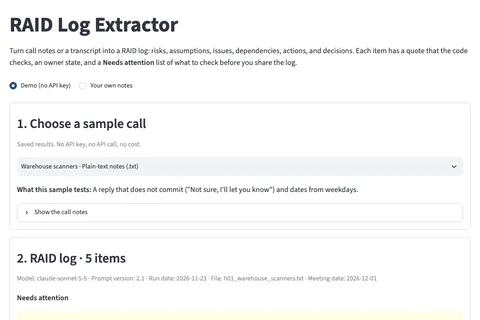 RAID Log Extractor
Turn call notes or a transcript into a RAID log: risks, assumptions, issues, dependencies, actions, and decisions. Each item has a quote that the code
checks, an owner state, and a Needs attention list of what to check before you share the log.
Demo (no API key) Your own notes
1. Choose a sample call
Saved results. No API key, no API call, no cost.
Warehouse scanners · Plain-text notes (.txt)
What this sample tests: A reply that does not commit ("Not sure, I'll let you know") and dates from weekdays.
Show the call notes
2. RAID log · 5 items
Model: claude-sonnet-5-5 · Prompt version: 2.1 · Run date: 2026-11-23 · File: h01_warehouse_scanners.txt · Meeting date: 2026-12-01
Needs attention